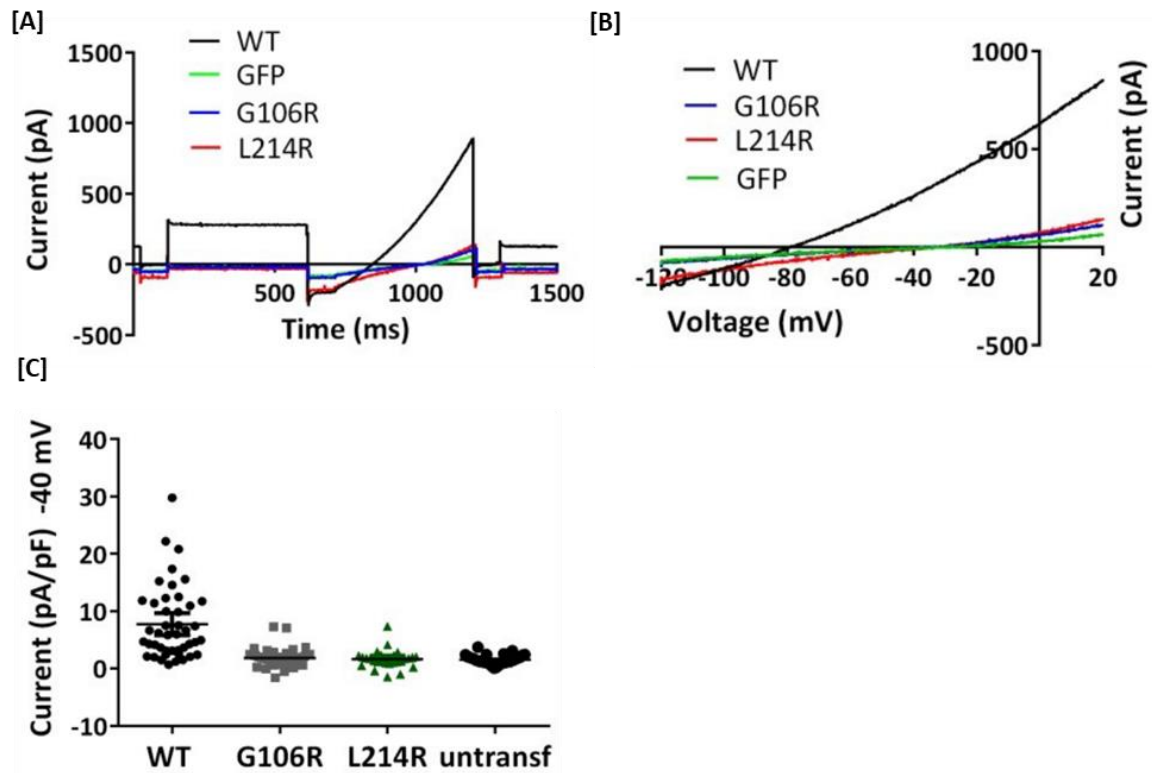 [A]
WT
GFP
G106R
L214R
1500
1000
500
0
-500
500 1000 1500
Current (pA)
Time (ms)
[B]
WT
G106R
L214R
GFP
1000
500
-500
-120 -100 -80 -60 -40 -20 20
Current (pA)
Voltage (mV)
[C]
40
30
20
10
0
-10
Current (pA/pF) -40 mV
WT G106R L214R untransf